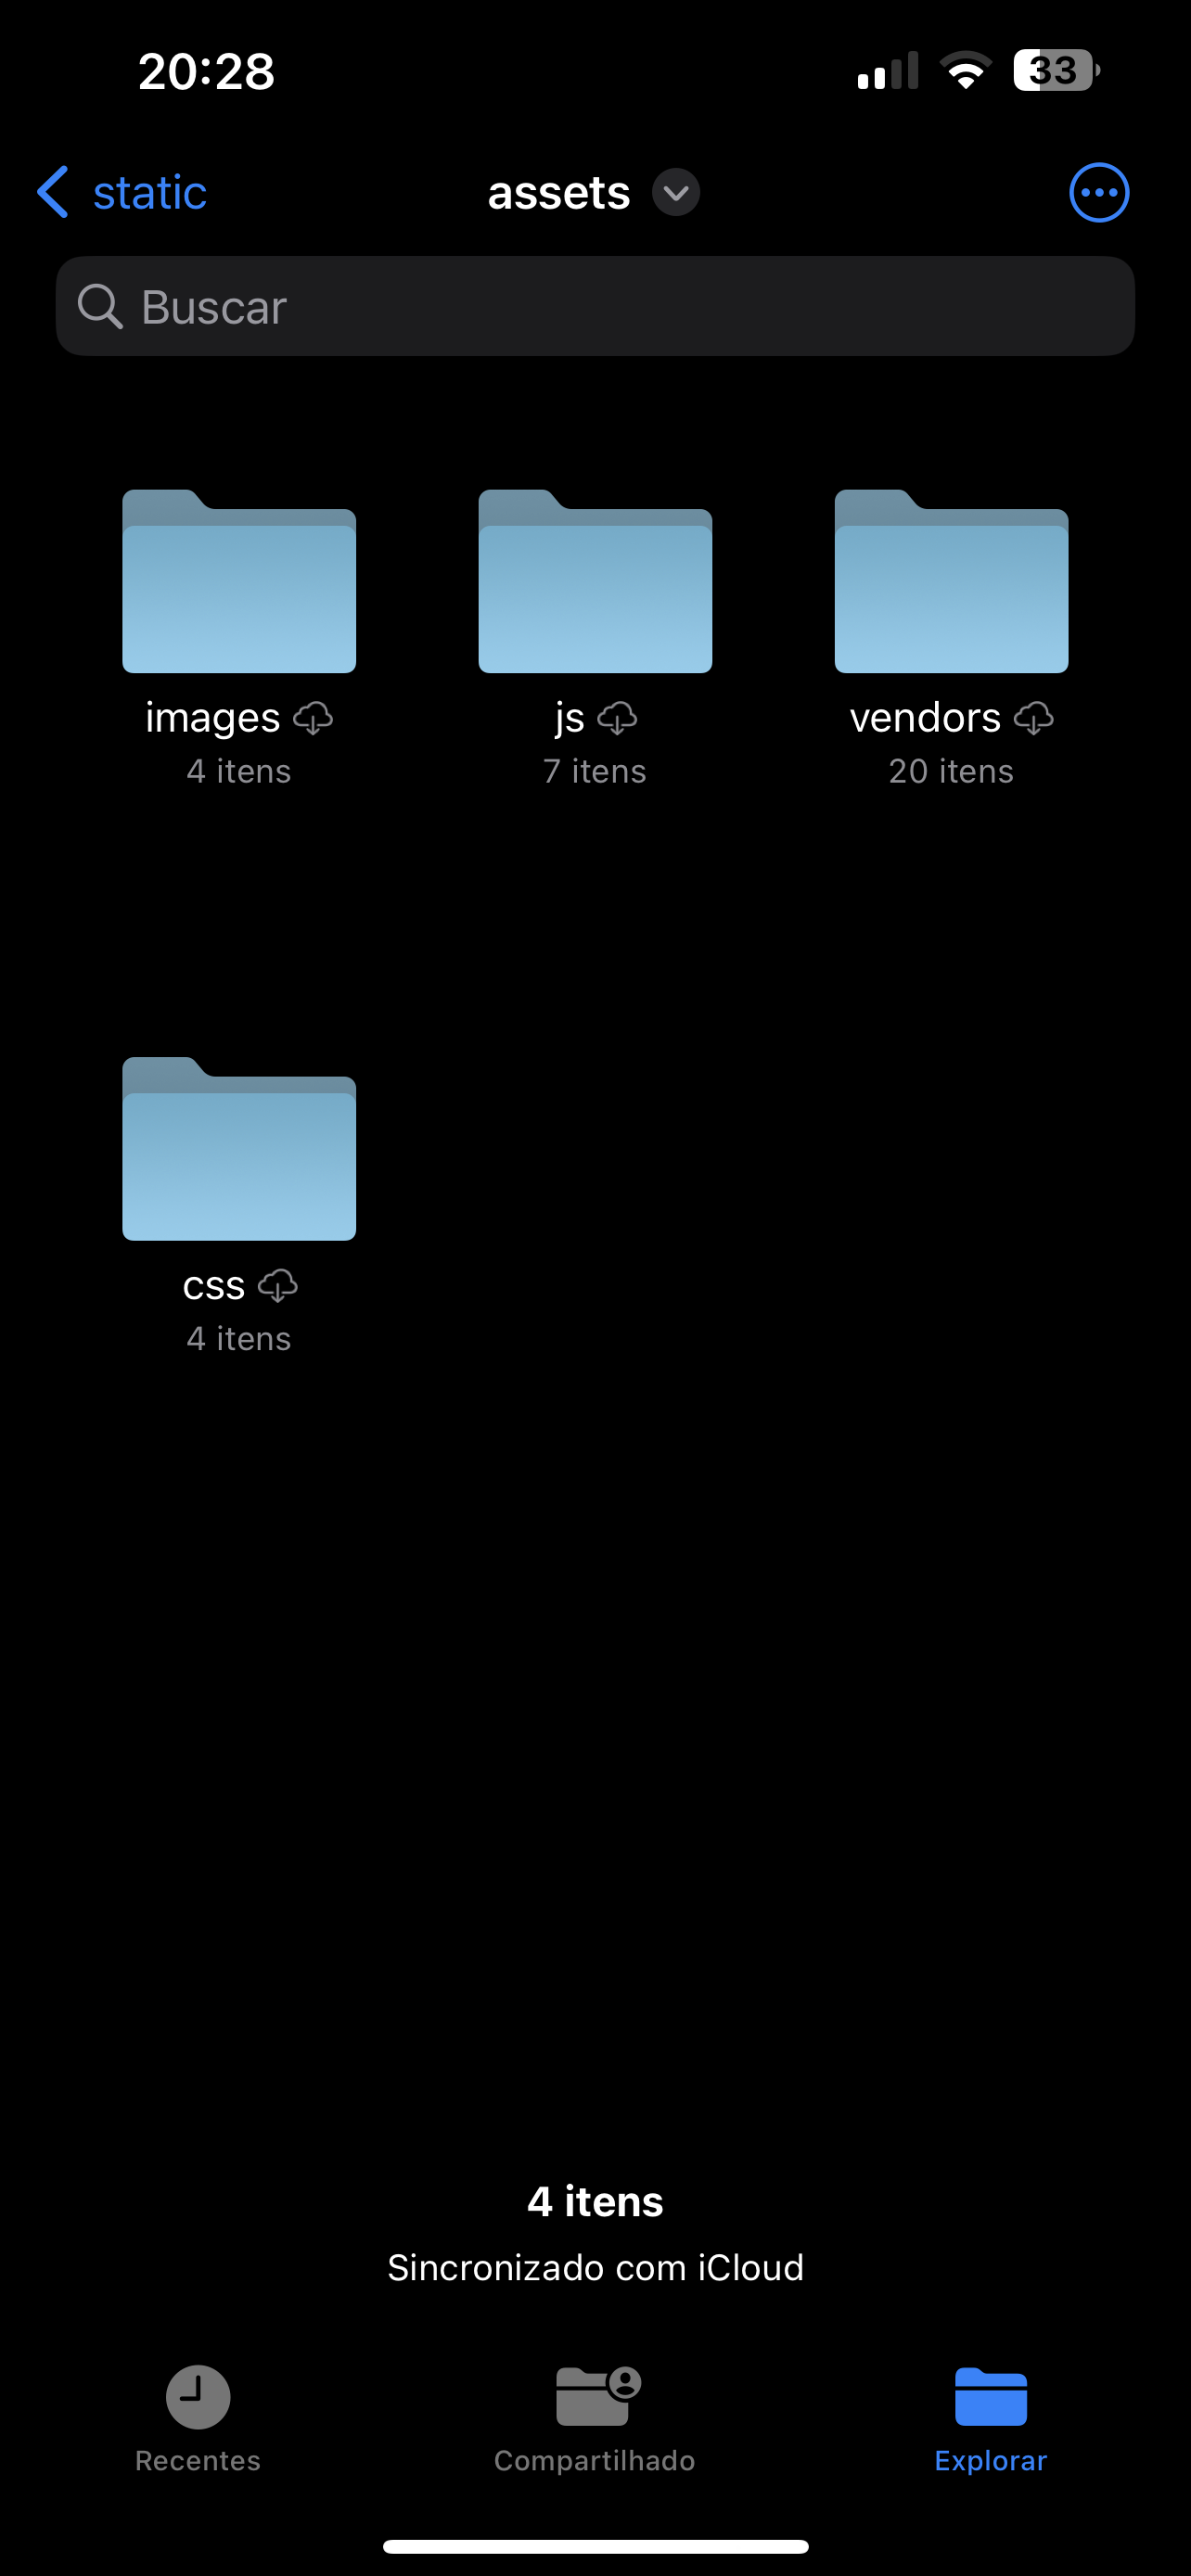 20:28
33
static
assets
Buscar
images
4 itens
js
7 itens
vendors
20 itens
css
4 itens
4 itens
Sincronizado com iCloud
Recentes
Compartilhado
Explorar